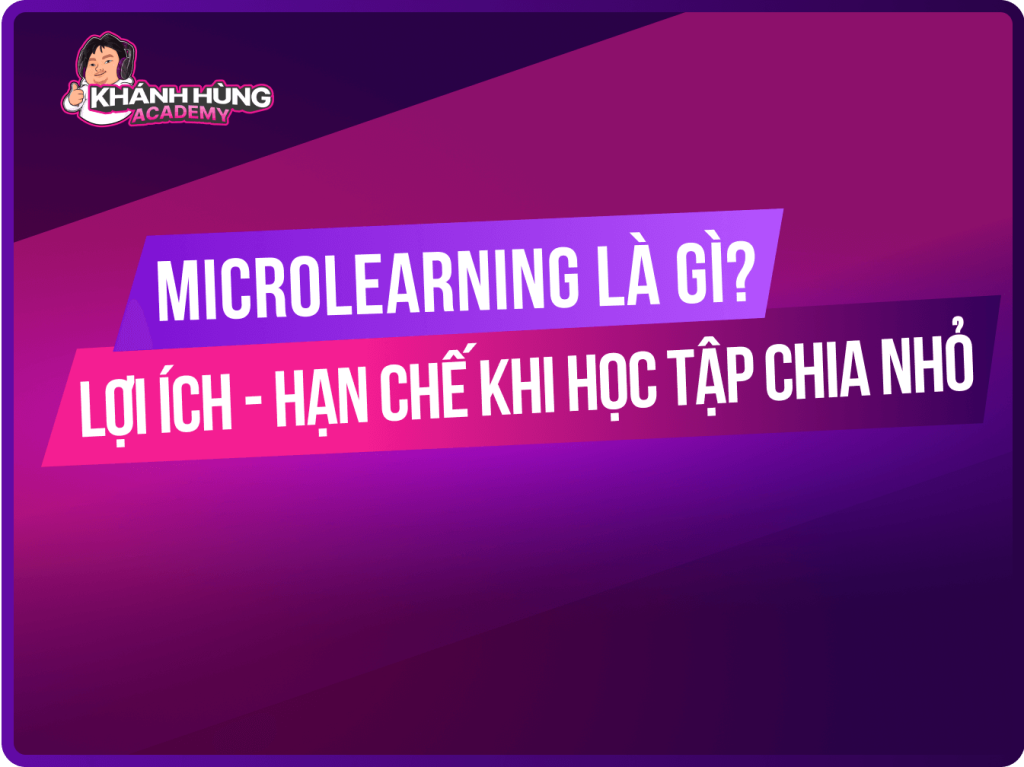 KHÁNH HÙNG
ACADEMY
MICROLEARNING LÀ GÌ?
LỢI ÍCH - HẠN CHẾ KHI HỌC TẬP CHIA NHỎ